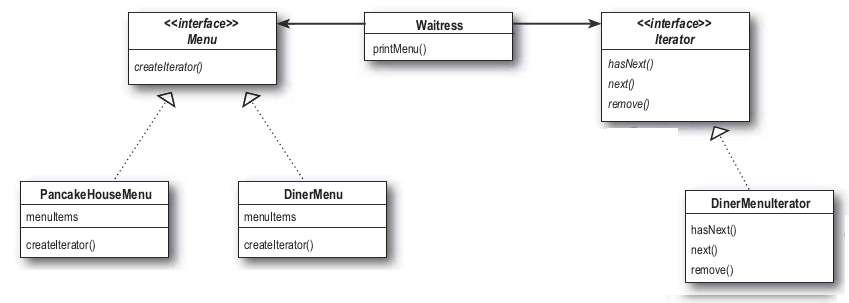 <<interface>>
Menu
createIterator()
Waitress
printMenu()
<<interface>>
Iterator
hasNext()
next()
remove()
PancakeHouseMenu
menuItems
createIterator()
DinerMenu
menuItems
createIterator()
DinerMenuIterator
hasNext()
next()
remove()